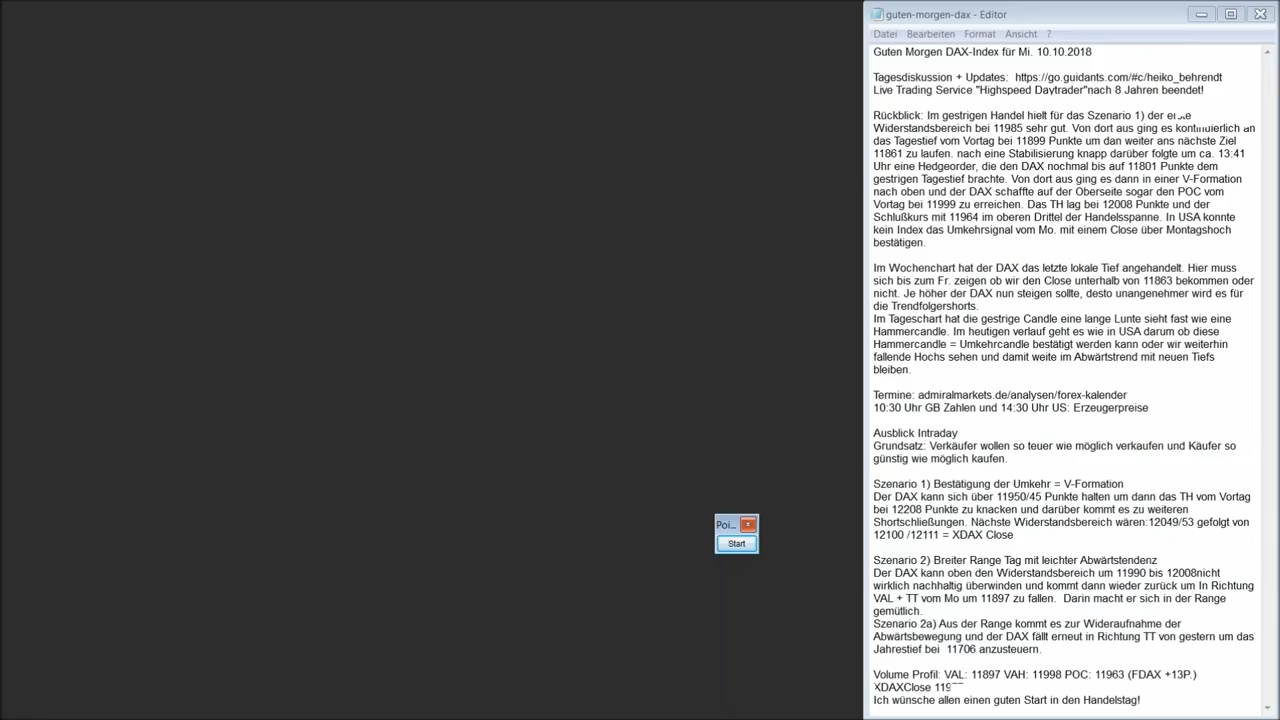 guten-morgen-dax - Editor
Datei Bearbeiten Format Ansicht ?
Guten Morgen DAX-Index für Mi. 10.10.2018
Tagesdiskussion + Updates: https://go.guidants.com/#c/heiko_behrendt
Live Trading Service "Highspeed Daytrader"nach 8 Jahren beendet!
Rückblick: Im gestrigen Handel hielt für das Szenario 1) der erste
Widerstandsbereich bei 11985 sehr gut. Von dort aus ging es kontinuierlich an
das Tagestief vom Vortag bei 11899 Punkte um dan weiter ans nächste Ziel
11861 zu laufen. nach eine Stabilisierung knapp darüber folgte um ca. 13:41
Uhr eine Hedgeorder, die den DAX nochmal bis auf 11801 Punkte dem
gestrigen Tagestief brachte. Von dort aus ging es dann in einer V-Formation
nach oben und der DAX schaffte auf der Oberseite sogar den POC vom
Vortag bei 11999 zu erreichen. Das TH lag bei 12008 Punkte und der
Schlußkurs mit 11964 im oberen Drittel der Handelsspanne. In USA konnte
kein Index das Umkehrsignal vom Mo. mit einem Close über Montagshoch
bestätigen.
Im Wochenchart hat der DAX das letzte lokale Tief angehandelt. Hier muss
sich bis zum Fr. zeigen ob wir den Close unterhalb von 11863 bekommen oder
nicht. Je höher der DAX nun steigen sollte, desto unangenehmer wird es für
die Trendfolgershorts.
Im Tageschart hat die gestrige Candle eine lange Lunte sieht fast wie eine
Hammercandle. Im heutigen verlauf geht es wie in USA darum ob diese
Hammercandle = Umkehrcandle bestätigt werden kann oder wir weiterhin
fallende Hochs sehen und damit weite im Abwärtstrend mit neuen Tiefs
bleiben.
Termine: admiralmarkets.de/analysen/forex-kalender
10:30 Uhr GB Zahlen und 14:30 Uhr US: Erzeugerpreise
Ausblick Intraday
Grundsatz: Verkäufer wollen so teuer wie möglich verkaufen und Käufer so
günstig wie möglich kaufen.
Szenario 1) Bestätigung der Umkehr = V-Formation
Der DAX kann sich über 11950/45 Punkte halten um dann das TH vom Vortag
bei 12208 Punkte zu knacken und darüber kommt es zu weiteren
Shortschließungen. Nächste Widerstandsbereich wären:12049/53 gefolgt von
12100 /12111 = XDAX Close
Poi...
Start
Szenario 2) Breiter Range Tag mit leichter Abwärtstendenz
Der DAX kann oben den Widerstandsbereich um 11990 bis 12008nicht
wirklich nachhaltig überwinden und kommt dann wieder zurück um In Richtung
VAL + TT vom Mo um 11897 zu fallen. Darin macht er sich in der Range
gemütlich.
Szenario 2a) Aus der Range kommt es zur Wideraufnahme der
Abwärtsbewegung und der DAX fällt erneut in Richtung TT von gestern um das
Jahrestief bei 11706 anzusteuern.
Volume Profil: VAL: 11897 VAH: 11998 POC: 11963 (FDAX +13P.)
XDAXClose
Ich wünsche allen einen guten Start in den Handelstag!